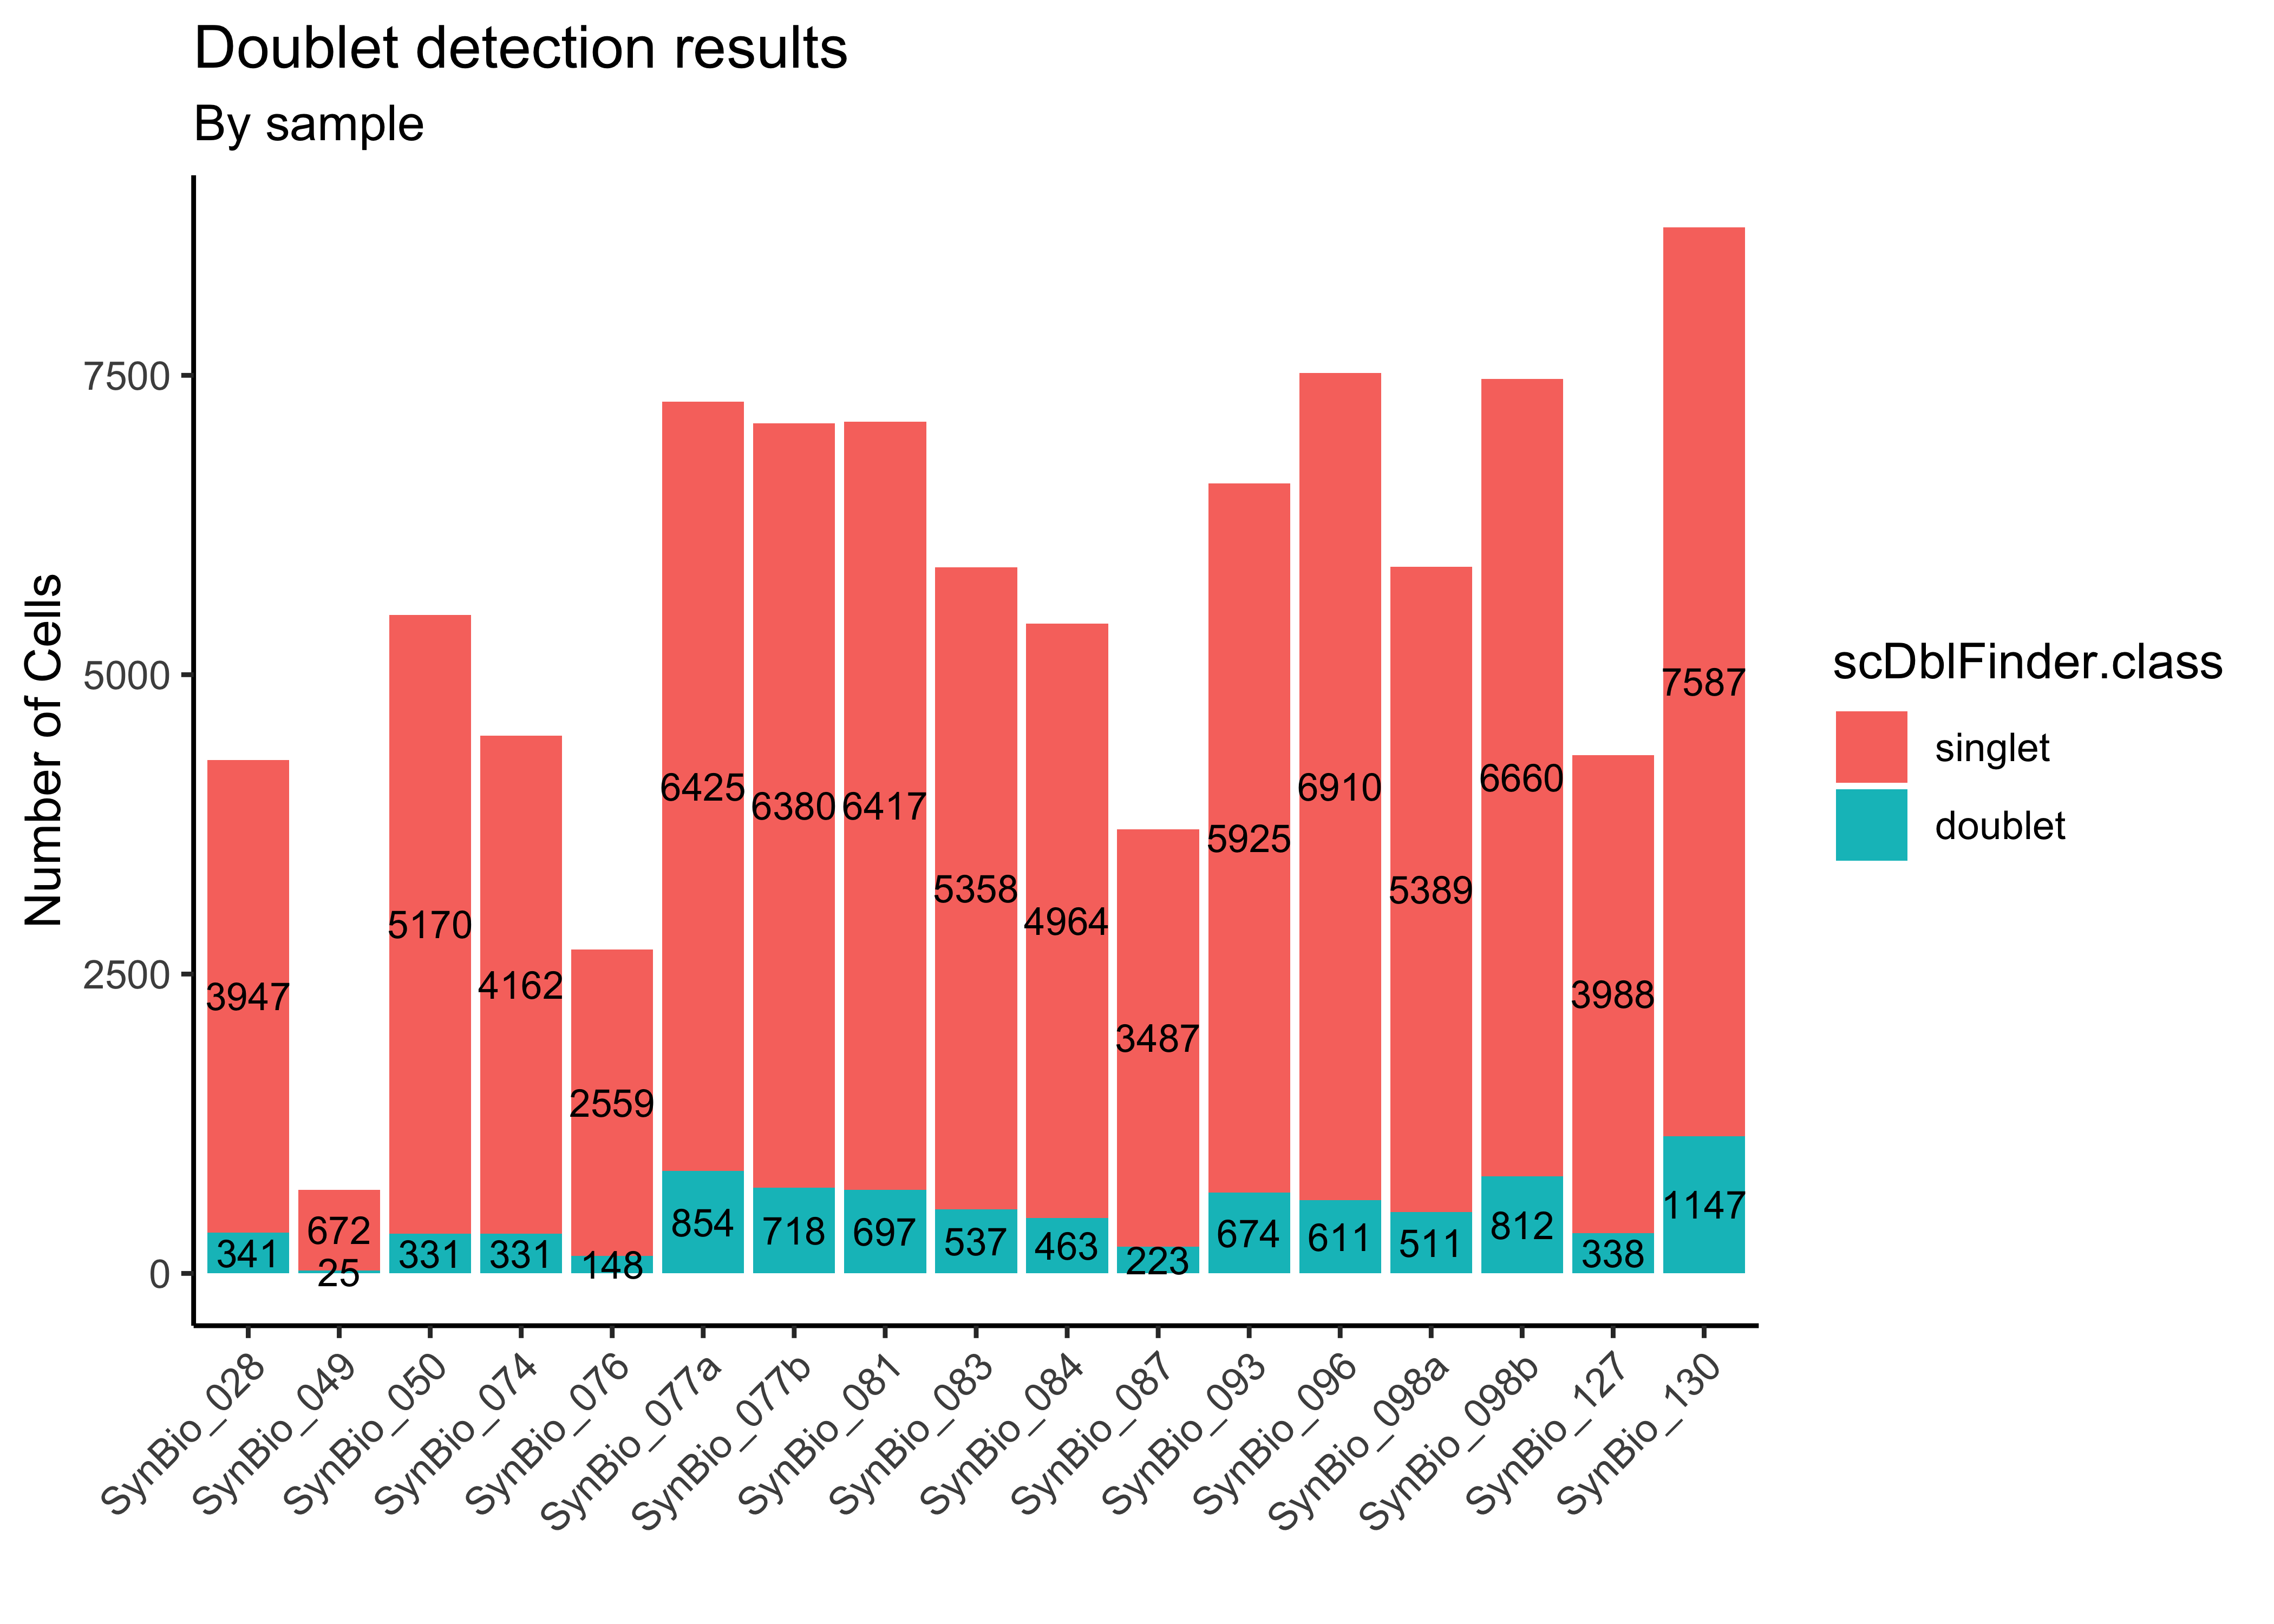 Doublet detection results
By sample
Number of Cells
7500
5000
2500
0
3947
341
672
25
5170
331
4162
331
2559
148
6425
854
6380
718
6417
697
5358
537
4964
463
3487
223
5925
674
6910
611
5389
511
6660
812
3988
338
7587
1147
SynBio_028
SynBio_049
SynBio_050
SynBio_074
SynBio_076
SynBio_077a
SynBio_077b
SynBio_081
SynBio_083
SynBio_084
SynBio_087
SynBio_093
SynBio_096
SynBio_098a
SynBio_098b
SynBio_127
SynBio_130
scDblFinder.class
singlet
doublet